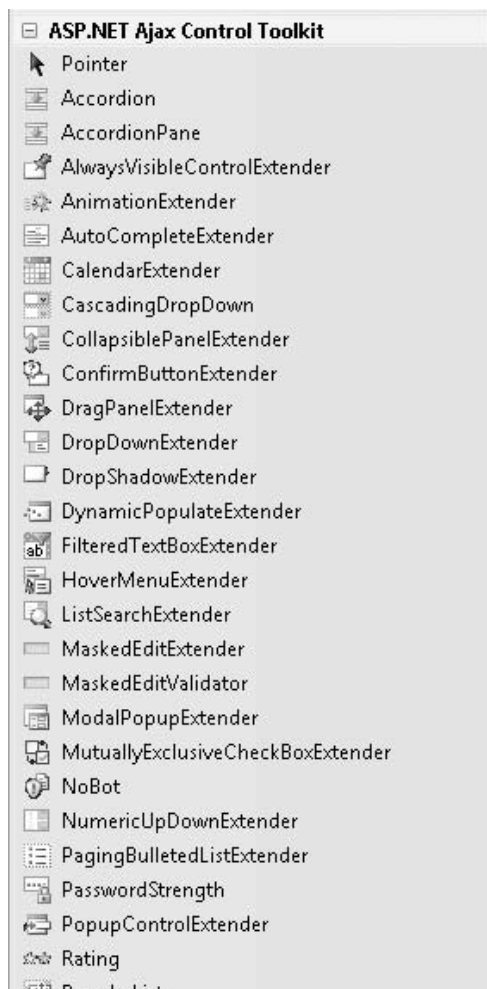 ASP.NET Ajax Control Toolkit
Pointer
Accordion
AccordionPane
AlwaysVisibleControlExtender
AnimationExtender
AutoCompleteExtender
CalendarExtender
CascadingDropDown
CollapsiblePanelExtender
ConfirmButtonExtender
DragPanelExtender
DropDownExtender
DropShadowExtender
DynamicPopulateExtender
FilteredTextBoxExtender
HoverMenuExtender
ListSearchExtender
MaskedEditExtender
MaskedEditValidator
ModalPopupExtender
MutuallyExclusiveCheckBoxExtender
NoBot
NumericUpDownExtender
PagingBulletedListExtender
PasswordStrength
PopupControlExtender
Rating